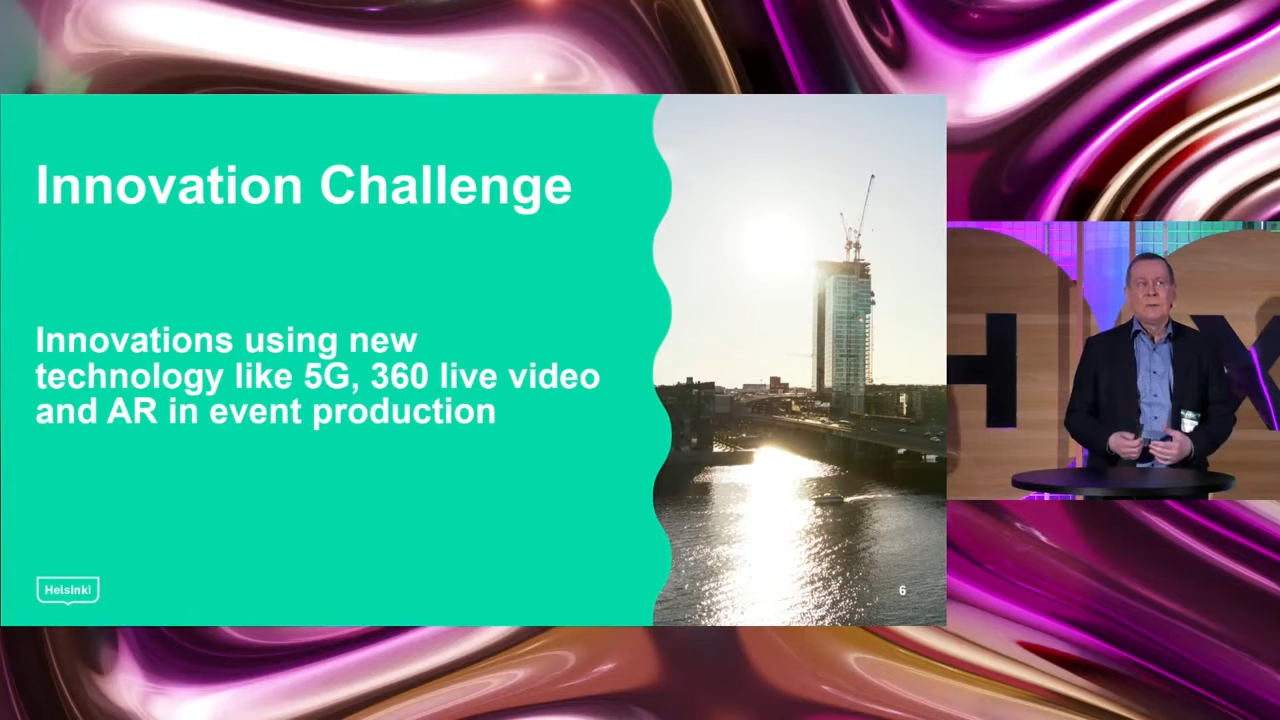 Innovation Challenge
Innovations using new
technology like 5G, 360 live video
and AR in event production
Helsinki
6
H X